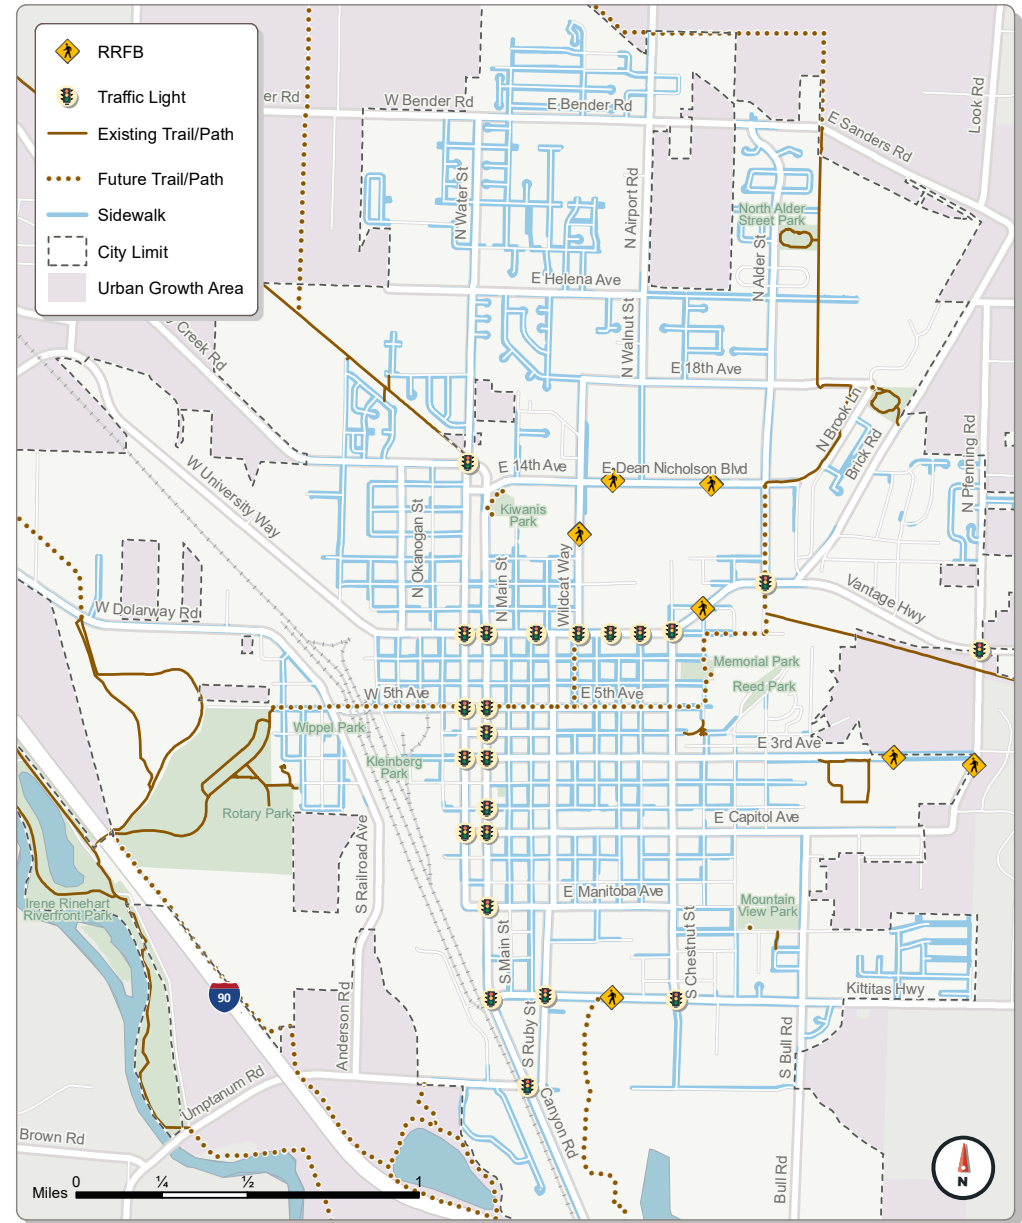 RRFB
Traffic Light
Existing Trail/Path
Future Trail/Path
Sidewalk
City Limit
Urban Growth Area
er Rd
W Bender Rd
E Bender Rd
Look Rd
E Sanders Rd
N Water St
N Airport Rd
North Alder
Street Park
N Alder St
E Helena Ave
N Walnut St
Creek Rd
E 18th Ave
N Brook Ln
Brick Rd
N Pfenning Rd
W University Way
E 14th Ave
E Dean Nicholson Blvd
Kiwanis
Park
N Okanogan St
N Main St
Wildcat Way
Vantage Hwy
W Dolarway Rd
Memorial Park
Reed Park
W 5th Ave
E 5th Ave
Wippel Park
E 3rd Ave
Kleinberg
Park
Rotary Park
E Capitol Ave
S Railroad Ave
E Manitoba Ave
Irene Rinehart
Riverfront Park
Mountain
View Park
S Main St
S Chestnut St
90
Kittitas Hwy
Anderson Rd
S Ruby St
S Bull Rd
Umptanum Rd
Canyon Rd
Brown Rd
Bull Rd
N
Miles
0
¼
½
1